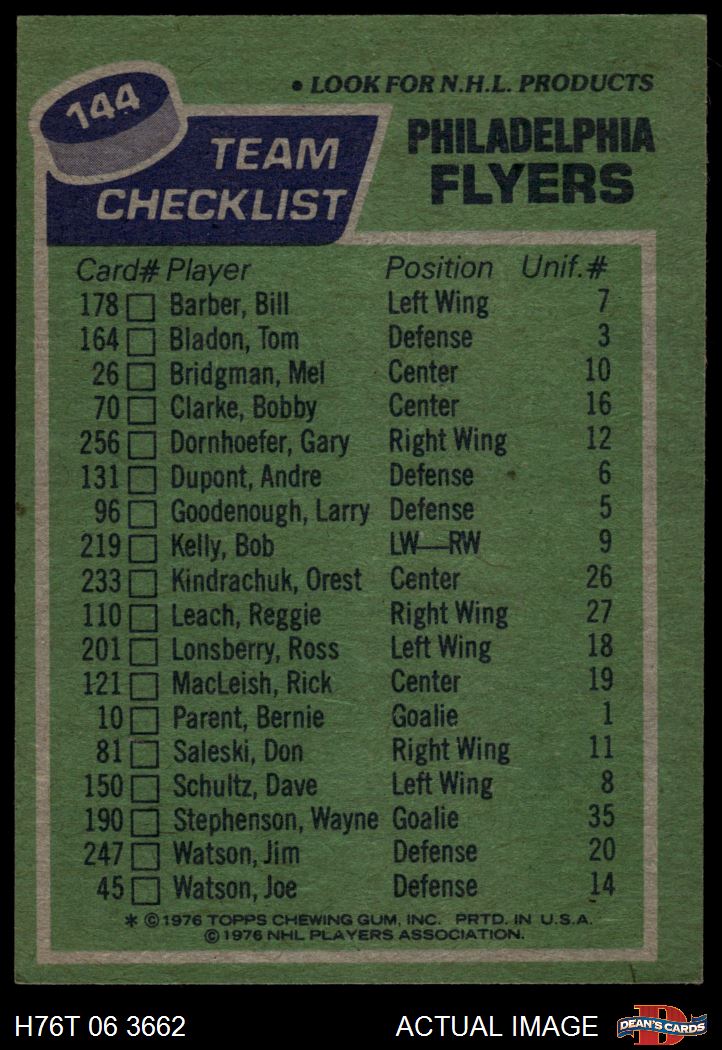 144
• LOOK FOR N.H.L. PRODUCTS
TEAM CHECKLIST
PHILADELPHIA FLYERS
Card# Player Position Unif.#
178 Barber, Bill Left Wing 7
164 Bladon, Tom Defense 3
26 Bridgman, Mel Center 10
70 Clarke, Bobby Center 16
256 Dornhoefer, Gary Right Wing 12
131 Dupont, Andre Defense 6
96 Goodenough, Larry Defense 5
219 Kelly, Bob LW—RW 9
233 Kindrachuk, Orest Center 26
110 Leach, Reggie Right Wing 27
201 Lonsberry, Ross Left Wing 18
121 MacLeish, Rick Center 19
10 Parent, Bernie Goalie 1
81 Saleski, Don Right Wing 11
150 Schultz, Dave Left Wing 8
190 Stephenson, Wayne Goalie 35
247 Watson, Jim Defense 20
45 Watson, Joe Defense 14
* © 1976 TOPPS CHEWING GUM, INC. PRTD. IN U.S.A.
© 1976 NHL PLAYERS ASSOCIATION.
H76T 06 3662 ACTUAL IMAGE D DEAN'S CARDS